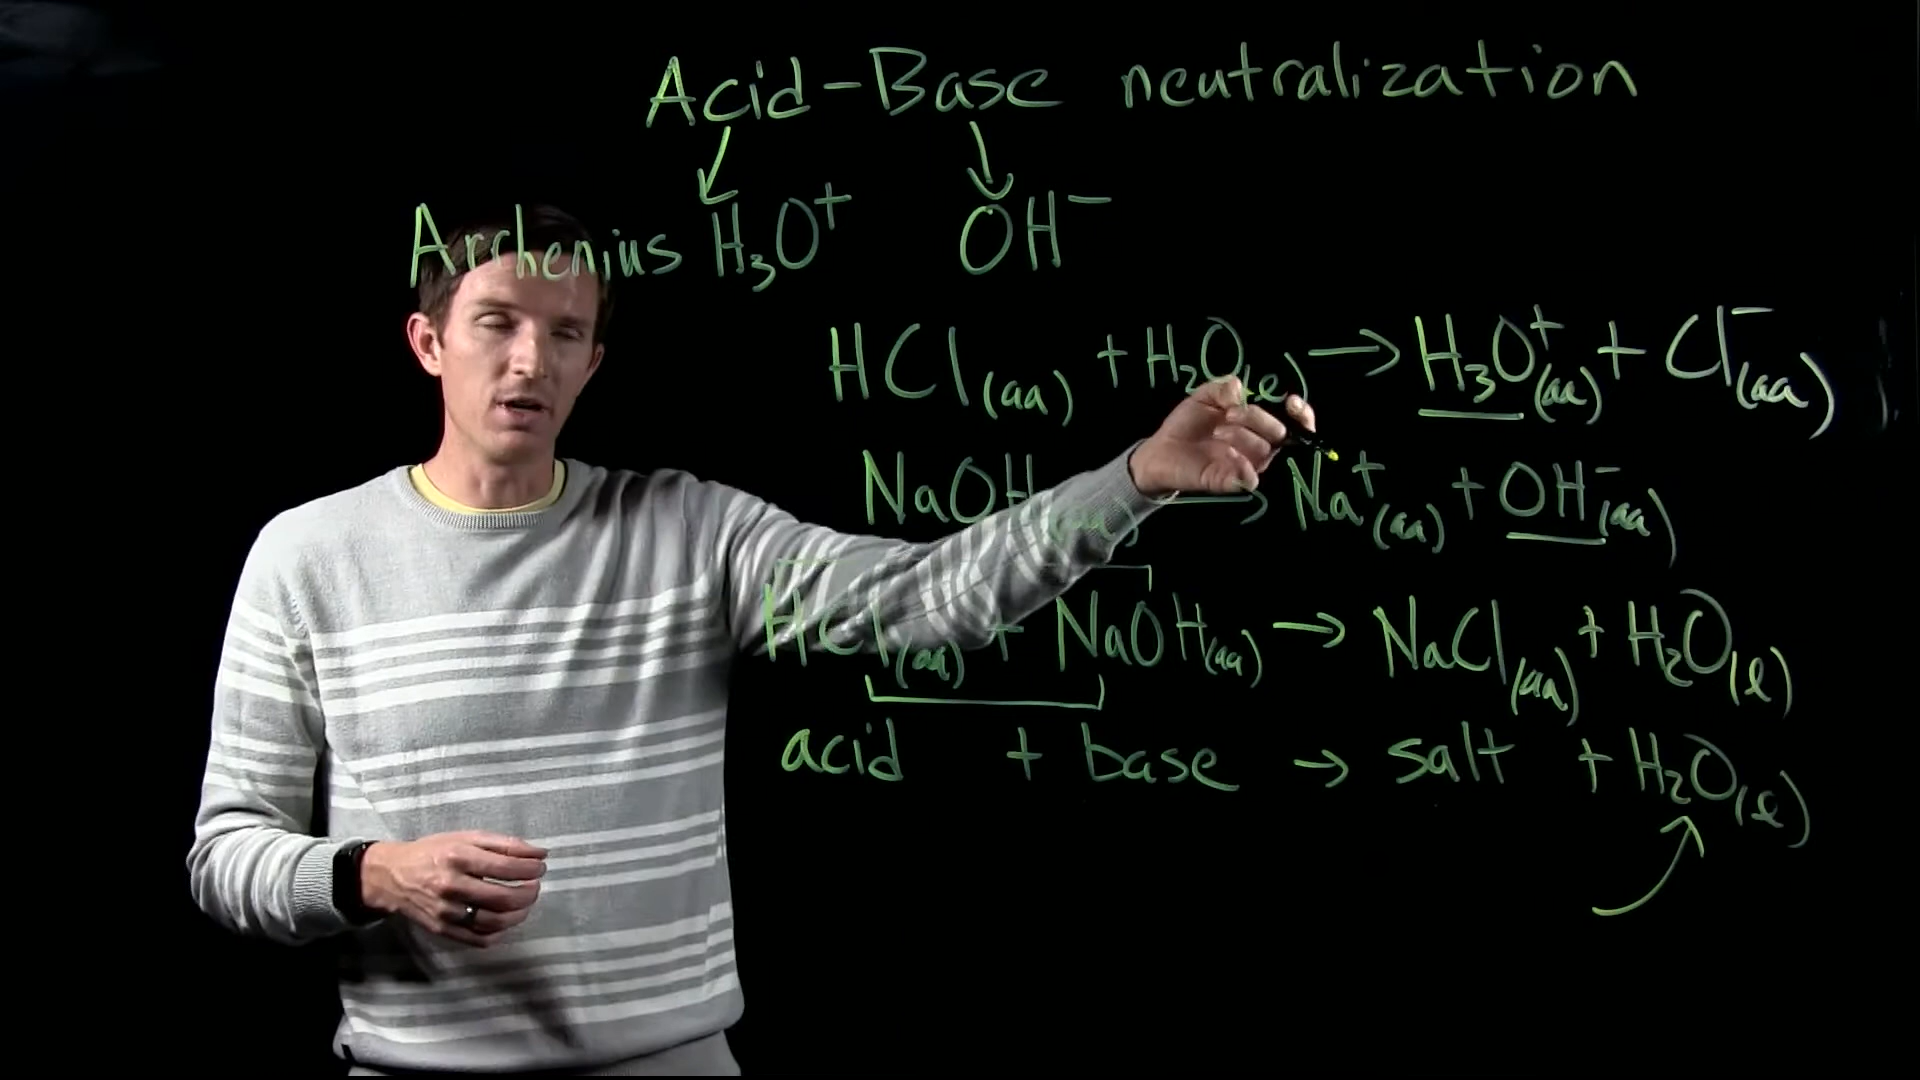 Acid-Base neutralization
Arrhenius H₃O⁺ OH⁻
HCl(aq) + H₂O(l) → H₃O⁺(aq) + Cl⁻(aq)
NaOH(aq) → Na⁺(aq) + OH⁻(aq)
HCl(aq) + NaOH(aq) → NaCl(aq) + H₂O(l)
acid + base → salt + H₂O(l)